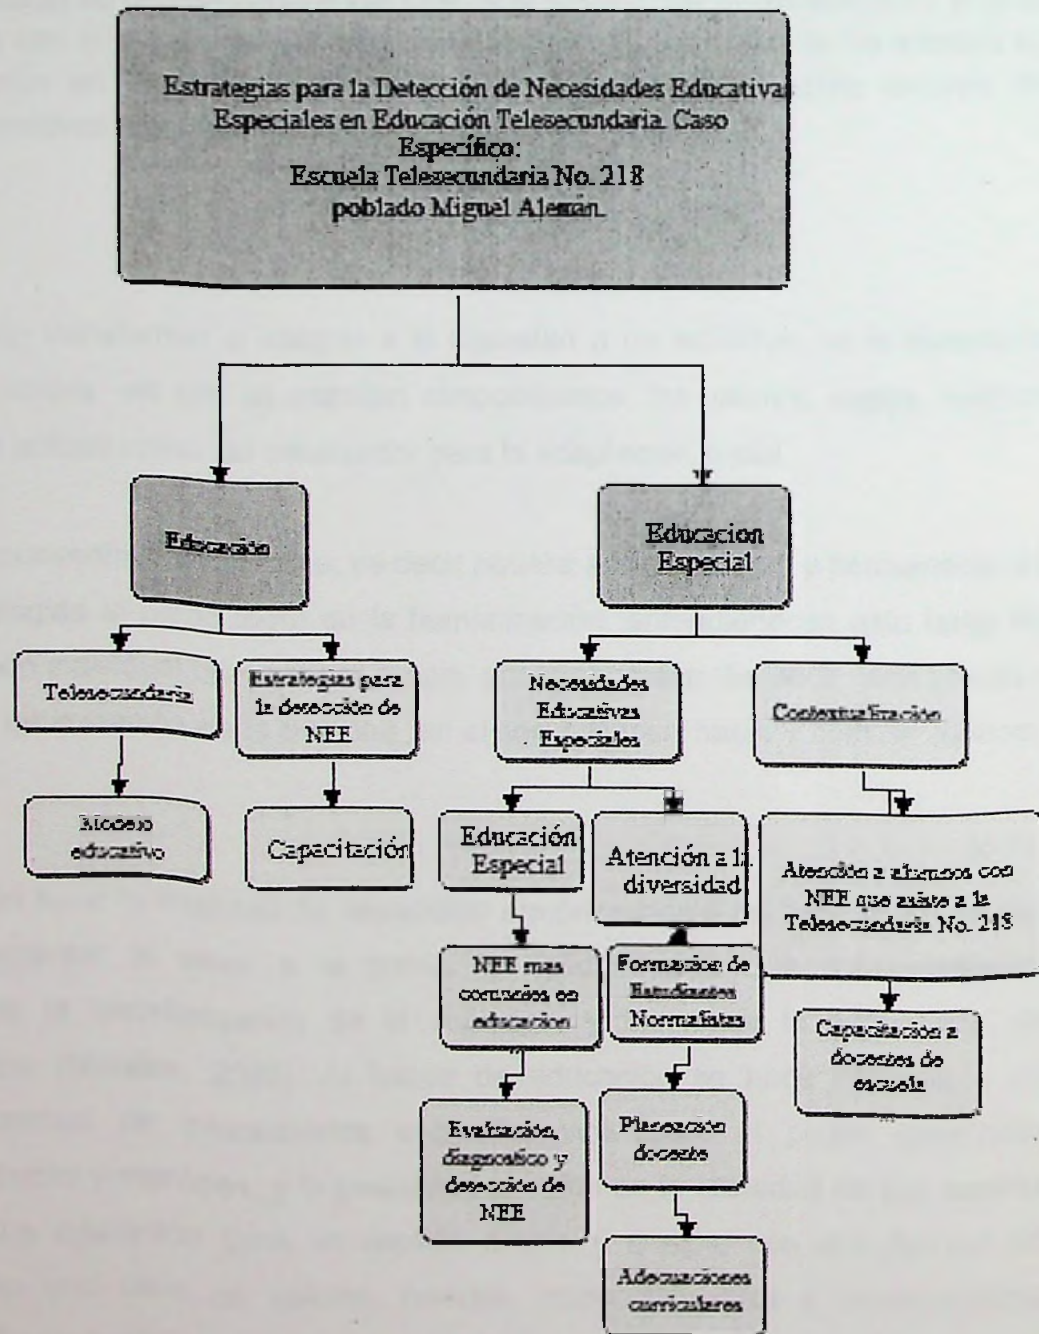 Estrategias para la Detección de Necesidades Educativa
Especiales en Educación Telesecundaria. Caso
Específico:
Escuela Telesecundaria No. 218
poblado Miguel Alemán.
Educación
Educacion
Especial
Telesecundaria
Estrategias para
la detección de
NEE
Necesidades
Educativas
Especiales
Contextualización
Modelo
educativo
Capacitación
Educación
Especial
Atención a la
diversidad
Atención a alumnos con
NEE que asiste a la
Telesecundaria No. 218
NEE mas
comunes en
educacion
Formacion de
Estudiantes
Normalistas
Capacitación a
docentes de
escuela
Evaluación,
diagnostico y
detección de
NEE
Planeación
docente
Adecuaciones
curriculares